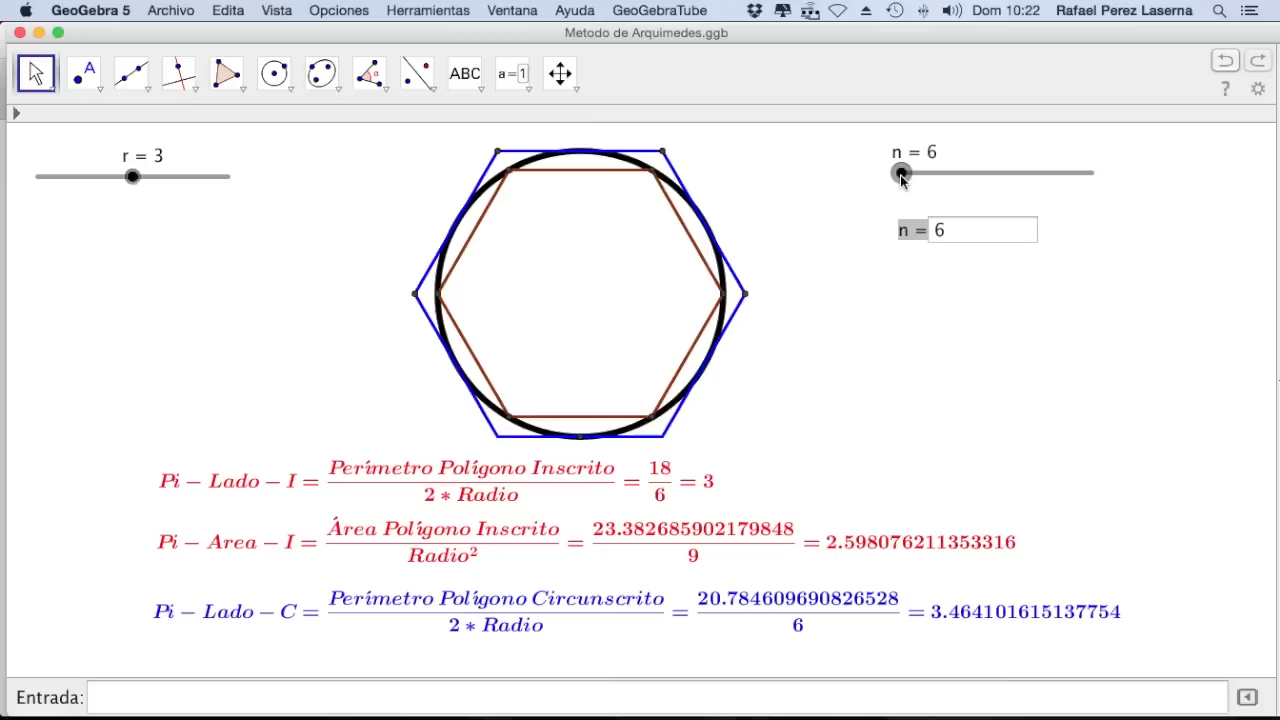 GeoGebra 5 Archivo Edita Vista Opciones Herramientas Ventana Ayuda GeoGebraTube Dom 10:22 Rafael Perez Laserna
Metodo de Arquimedes.ggb
A α ABC a=1 ?
r = 3
n = 6
n = 6
Pi − Lado − I = Perímetro Polígono Inscrito / 2 ∗ Radio = 18 / 6 = 3
Pi − Area − I = Área Polígono Inscrito / Radio² = 23.382685902179848 / 9 = 2.598076211353316
Pi − Lado − C = Perímetro Polígono Circunscrito / 2 ∗ Radio = 20.784609690826528 / 6 = 3.464101615137754
Entrada: